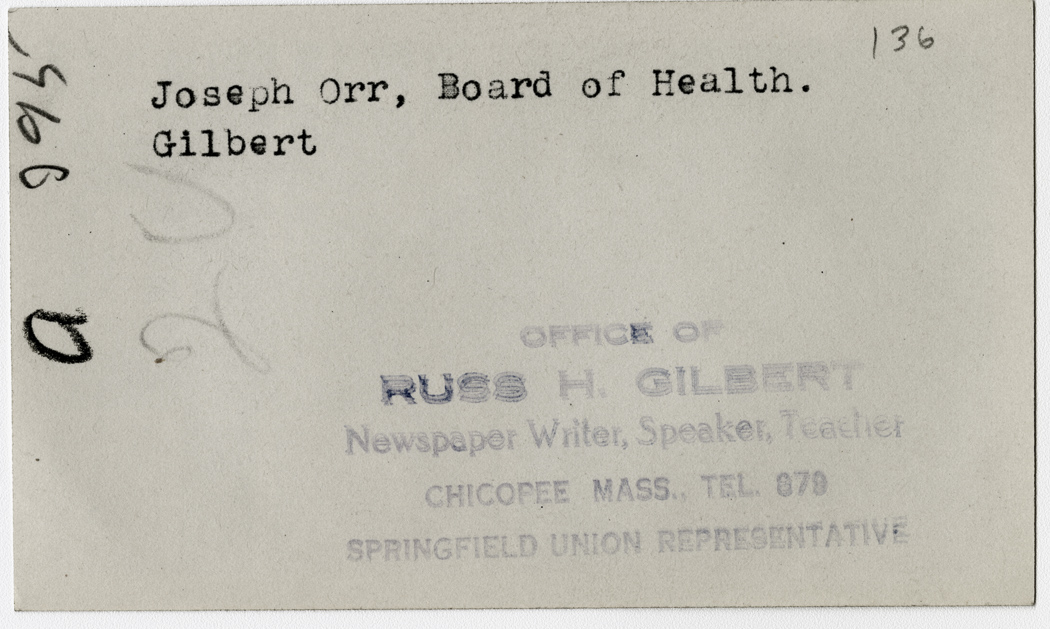 136
Joseph Orr, Board of Health.
Gilbert
a
OFFICE OF
RUSS H. GILBERT
Newspaper Writer, Speaker, Teacher
CHICOPEE MASS., TEL. 879
SPRINGFIELD UNION REPRESENTATIVE